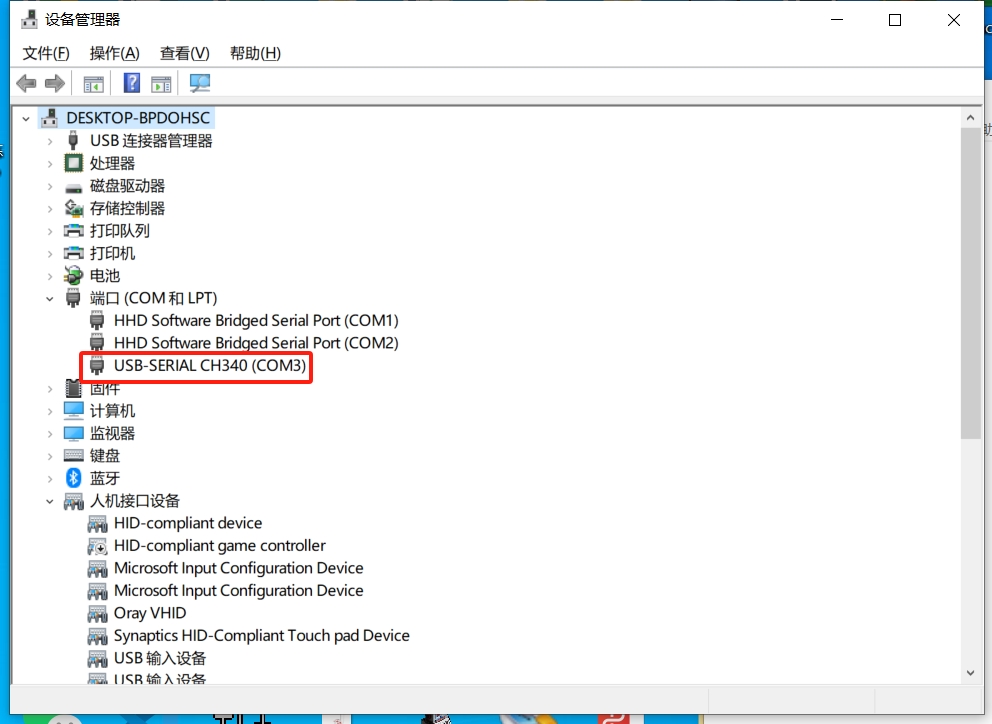 设备管理器
文件(F) 操作(A) 查看(V) 帮助(H)
DESKTOP-BPDOHSC
USB 连接器管理器
处理器
磁盘驱动器
存储控制器
打印队列
打印机
电池
端口 (COM 和 LPT)
HHD Software Bridged Serial Port (COM1)
HHD Software Bridged Serial Port (COM2)
USB-SERIAL CH340 (COM3)
固件
计算机
监视器
键盘
蓝牙
人机接口设备
HID-compliant device
HID-compliant game controller
Microsoft Input Configuration Device
Microsoft Input Configuration Device
Oray VHID
Synaptics HID-Compliant Touch pad Device
USB 输入设备
USB 输入设备